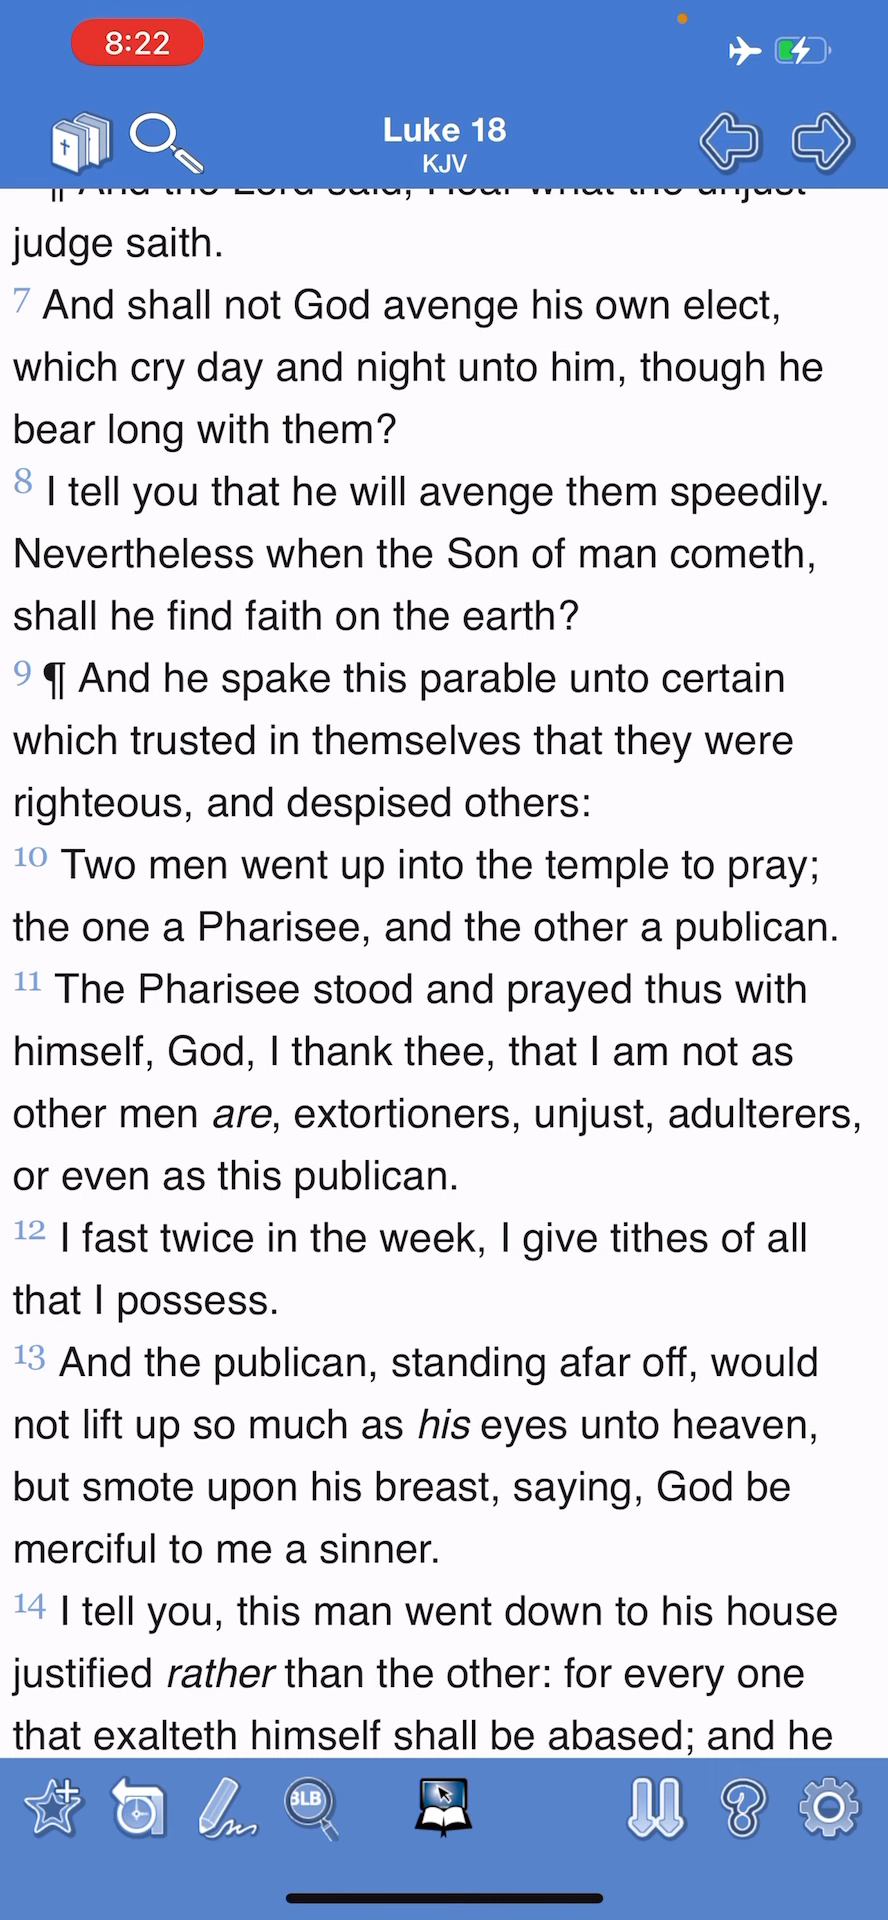 8:22
Luke 18
KJV
¶ And the Lord said, Hear what the unjust
judge saith.
7 And shall not God avenge his own elect,
which cry day and night unto him, though he
bear long with them?
8 I tell you that he will avenge them speedily.
Nevertheless when the Son of man cometh,
shall he find faith on the earth?
9 ¶ And he spake this parable unto certain
which trusted in themselves that they were
righteous, and despised others:
10 Two men went up into the temple to pray;
the one a Pharisee, and the other a publican.
11 The Pharisee stood and prayed thus with
himself, God, I thank thee, that I am not as
other men are, extortioners, unjust, adulterers,
or even as this publican.
12 I fast twice in the week, I give tithes of all
that I possess.
13 And the publican, standing afar off, would
not lift up so much as his eyes unto heaven,
but smote upon his breast, saying, God be
merciful to me a sinner.
14 I tell you, this man went down to his house
justified rather than the other: for every one
that exalteth himself shall be abased; and he
BLB